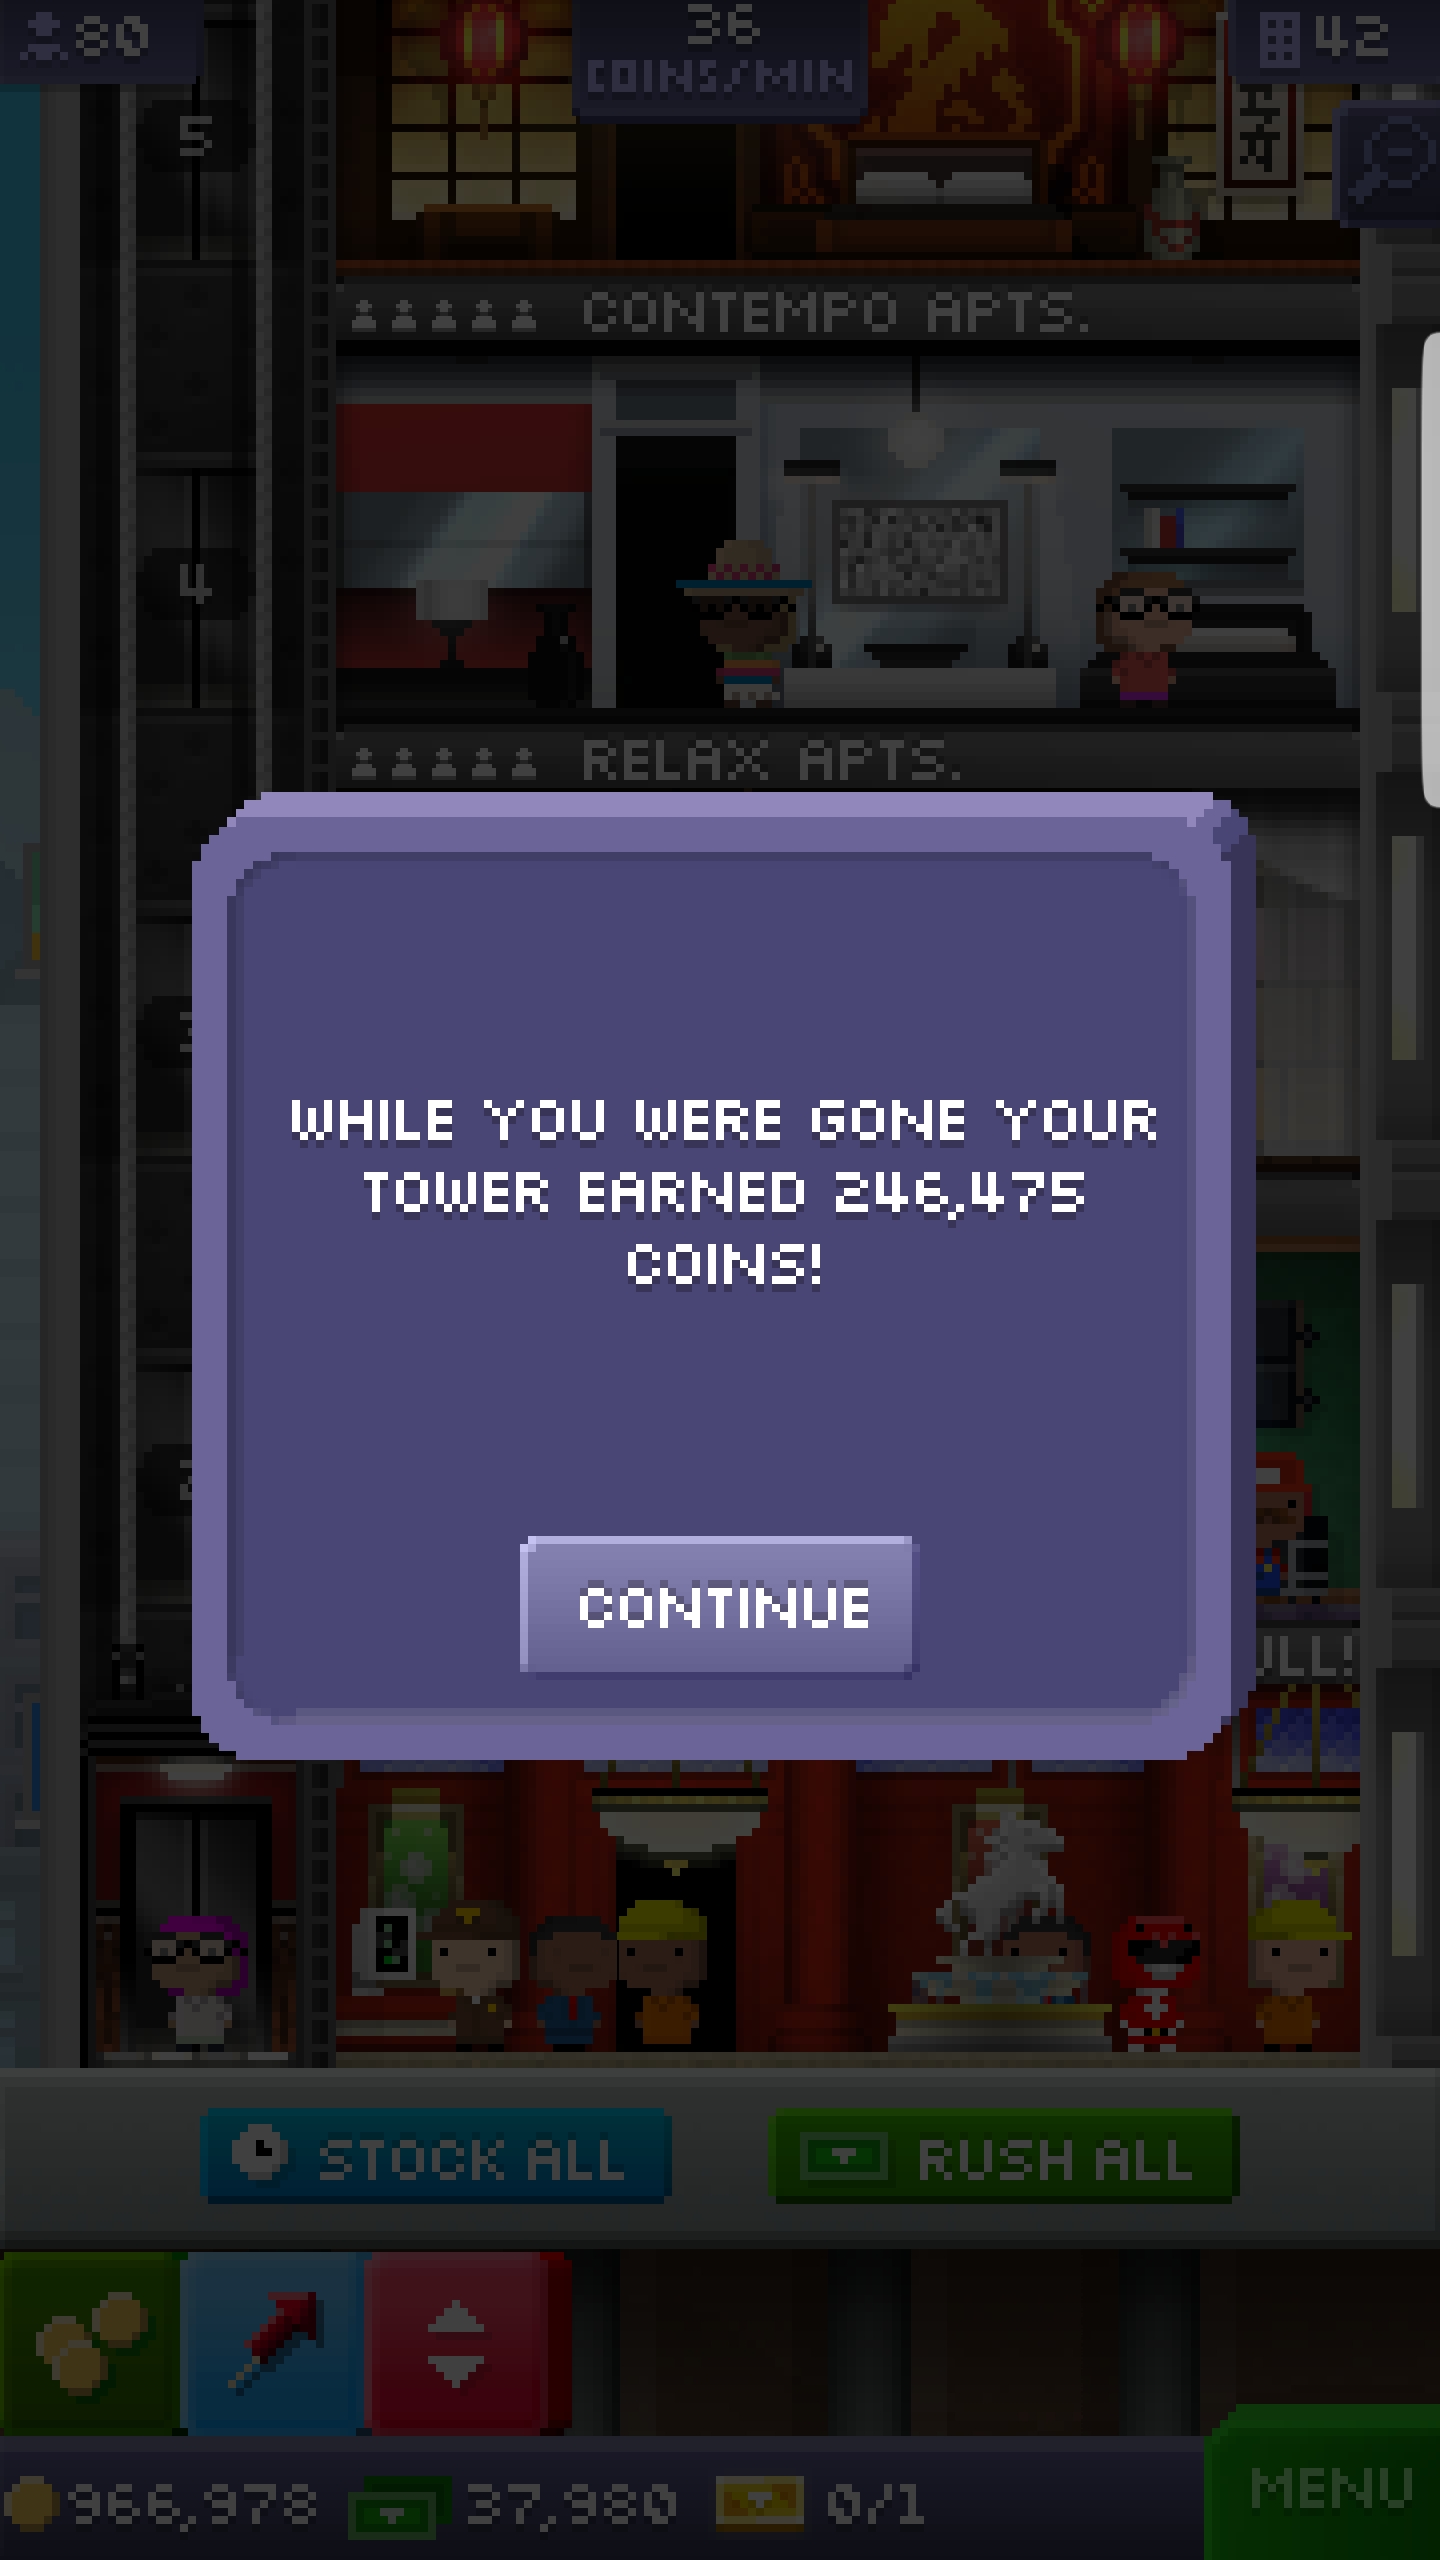 80
36
COINS/MIN
42
5
CONTEMPO APTS.
4
RELAX APTS.
WHILE YOU WERE GONE YOUR
TOWER EARNED 246,475
COINS!
CONTINUE
STOCK ALL
RUSH ALL
966,978
37,980
0/1
MENU